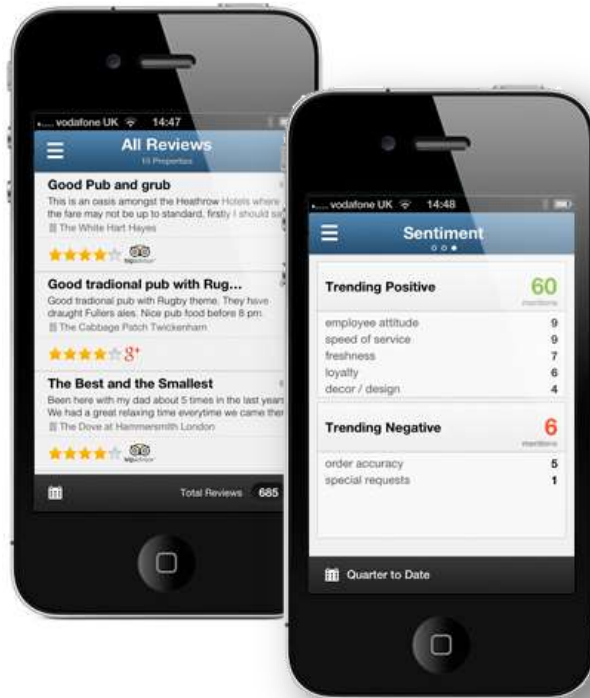 vodafone UK 14:47
All Reviews
15 Properties
Good Pub and grub
This is an oasis amongst the Heathrow Hotels where
the fare may not be up to standard, firstly I should sa
The White Hart Hayes
tripadvisor
Good tradional pub with Rug...
Good tradional pub with Rugby theme. They have
draught Fullers ales. Nice pub food before 8 pm.
The Cabbage Patch Twickenham
g+
The Best and the Smallest
Been here with my dad about 5 times in the last years
We had a great relaxing time everytime we came ther
The Dove at Hammersmith London
tripadvisor
Total Reviews 685
vodafone UK 14:48
Sentiment
Trending Positive 60
mentions
employee attitude 9
speed of service 9
freshness 7
loyalty 6
decor / design 4
Trending Negative 6
mentions
order accuracy 5
special requests 1
Quarter to Date